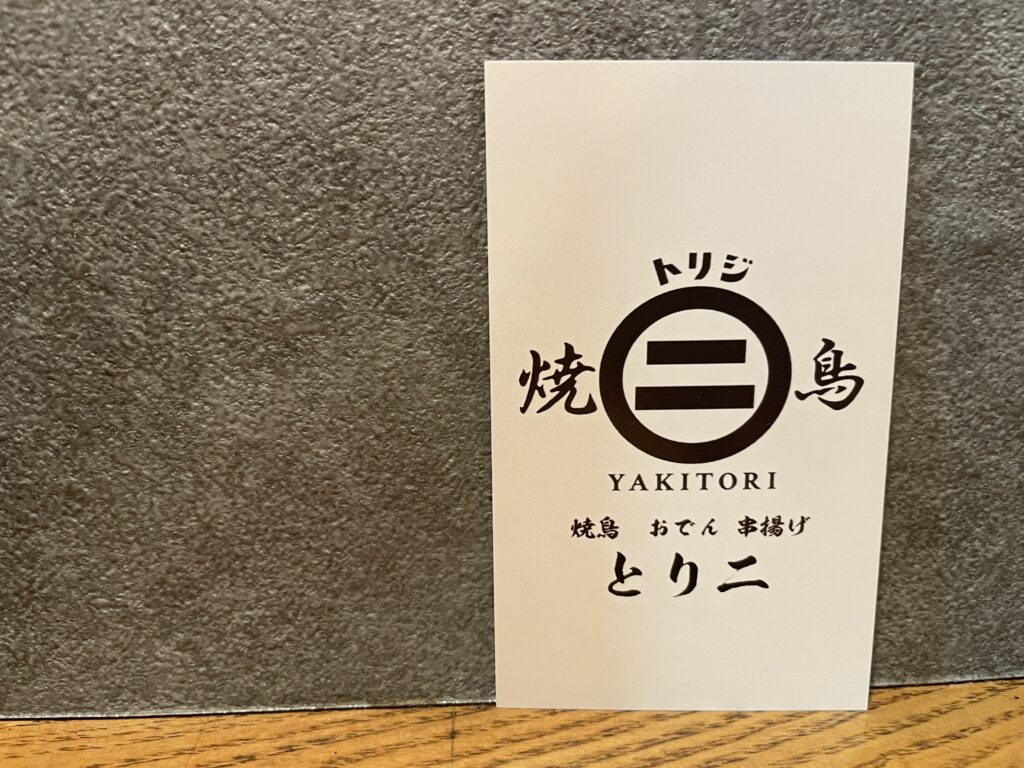 トリジ
焼 二 鳥
YAKITORI
焼鳥 おでん 串揚げ
とり二